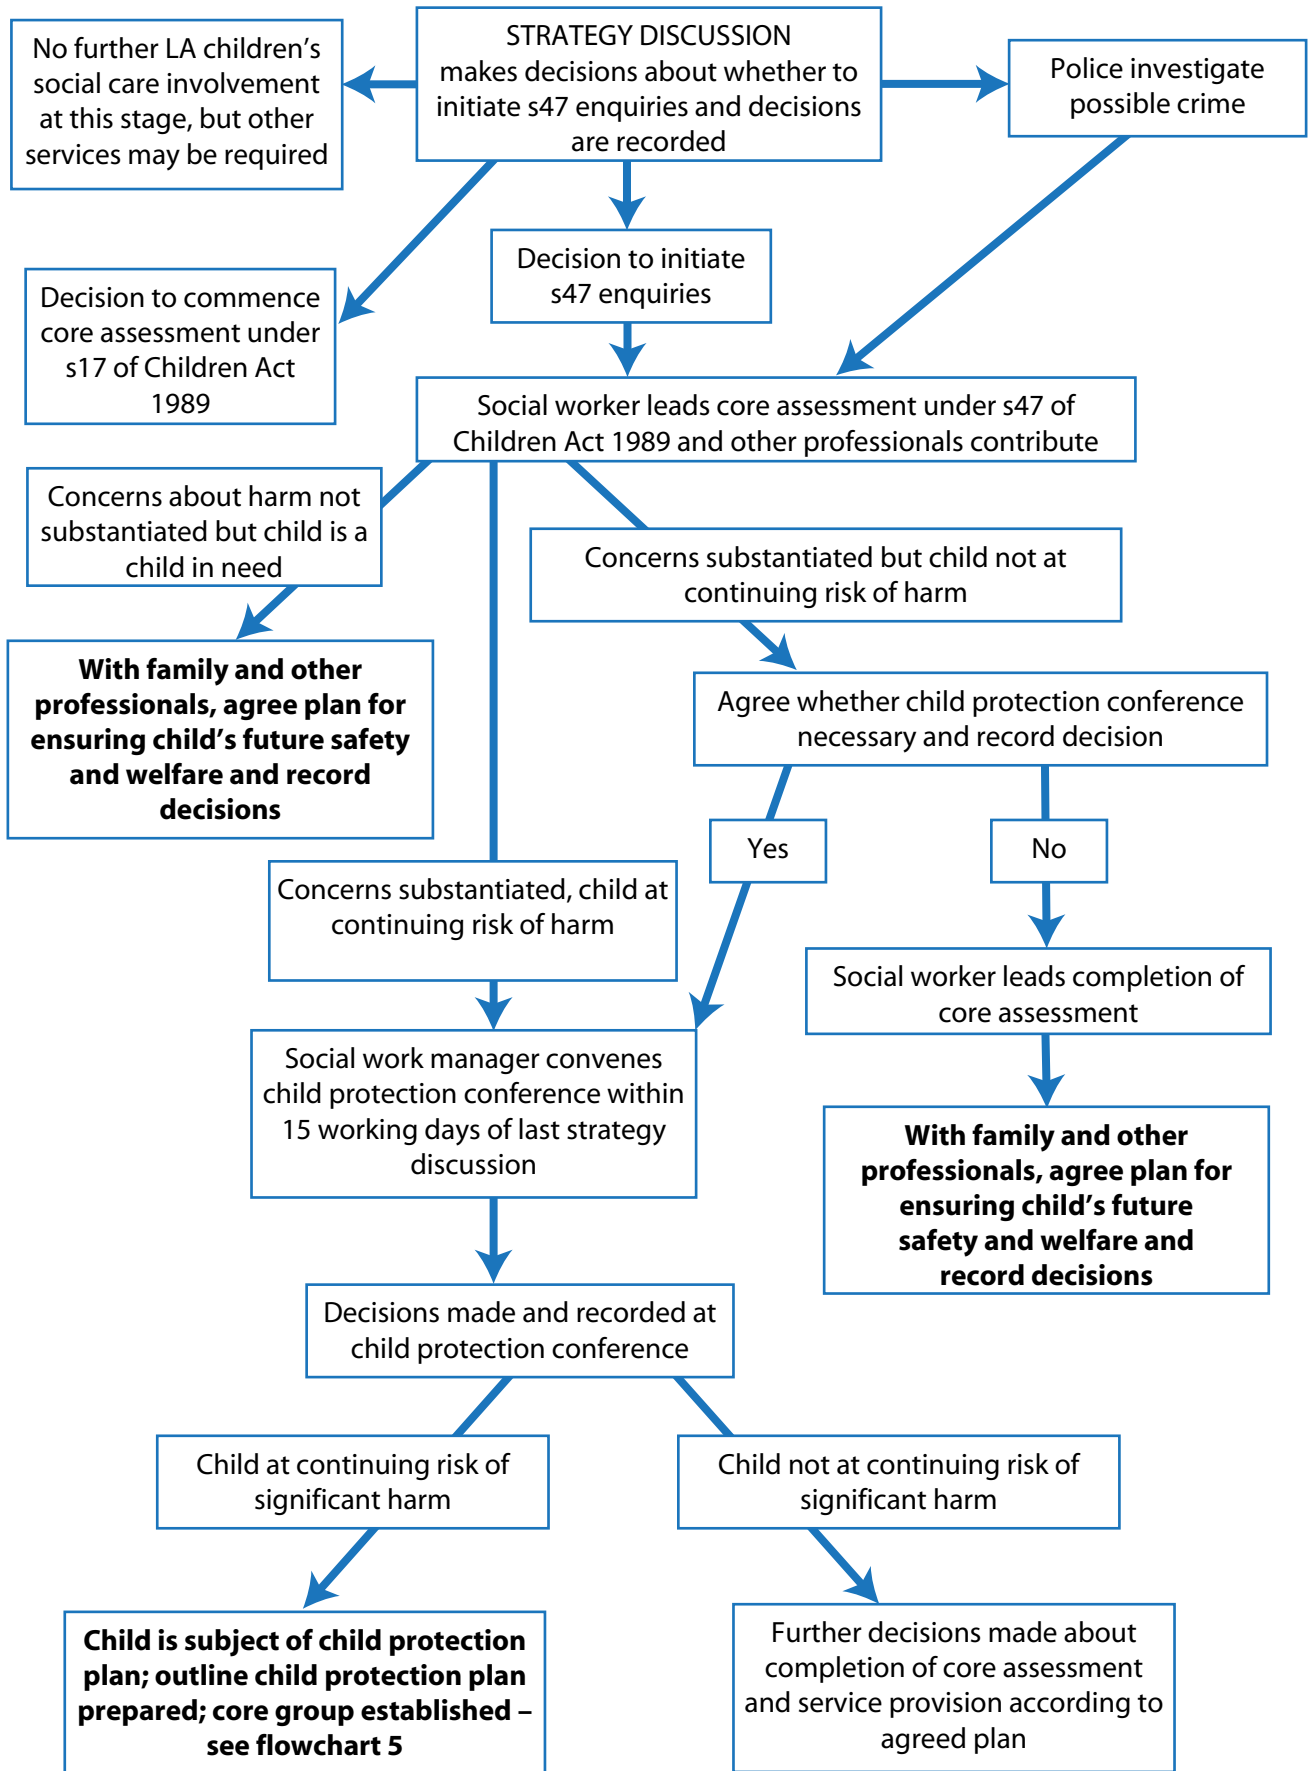 No further LA children’s
social care involvement
at this stage, but other
services may be required
STRATEGY DISCUSSION
makes decisions about whether to
initiate s47 enquiries and decisions
are recorded
Police investigate
possible crime
Decision to initiate
s47 enquiries
Decision to commence
core assessment under
s17 of Children Act
1989
Social worker leads core assessment under s47 of
Children Act 1989 and other professionals contribute
Concerns about harm not
substantiated but child is a
child in need
Concerns substantiated but child not at
continuing risk of harm
With family and other
professionals, agree plan for
ensuring child’s future safety
and welfare and record
decisions
Agree whether child protection conference
necessary and record decision
Yes
No
Concerns substantiated, child at
continuing risk of harm
Social worker leads completion of
core assessment
Social work manager convenes
child protection conference within
15 working days of last strategy
discussion
With family and other
professionals, agree plan for
ensuring child’s future
safety and welfare and
record decisions
Decisions made and recorded at
child protection conference
Child at continuing risk of
significant harm
Child not at continuing risk of
significant harm
Child is subject of child protection
plan; outline child protection plan
prepared; core group established –
see flowchart 5
Further decisions made about
completion of core assessment
and service provision according to
agreed plan